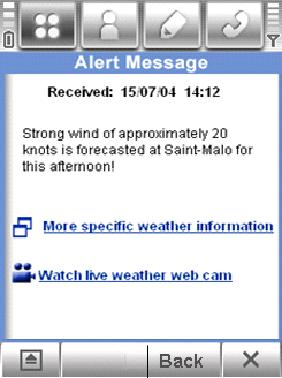 Alert Message
Received: 15/07/04 14:12
Strong wind of approximately 20
knots is forecasted at Saint-Malo for
this afternoon!
More specific weather information
Watch live weather web cam
Back